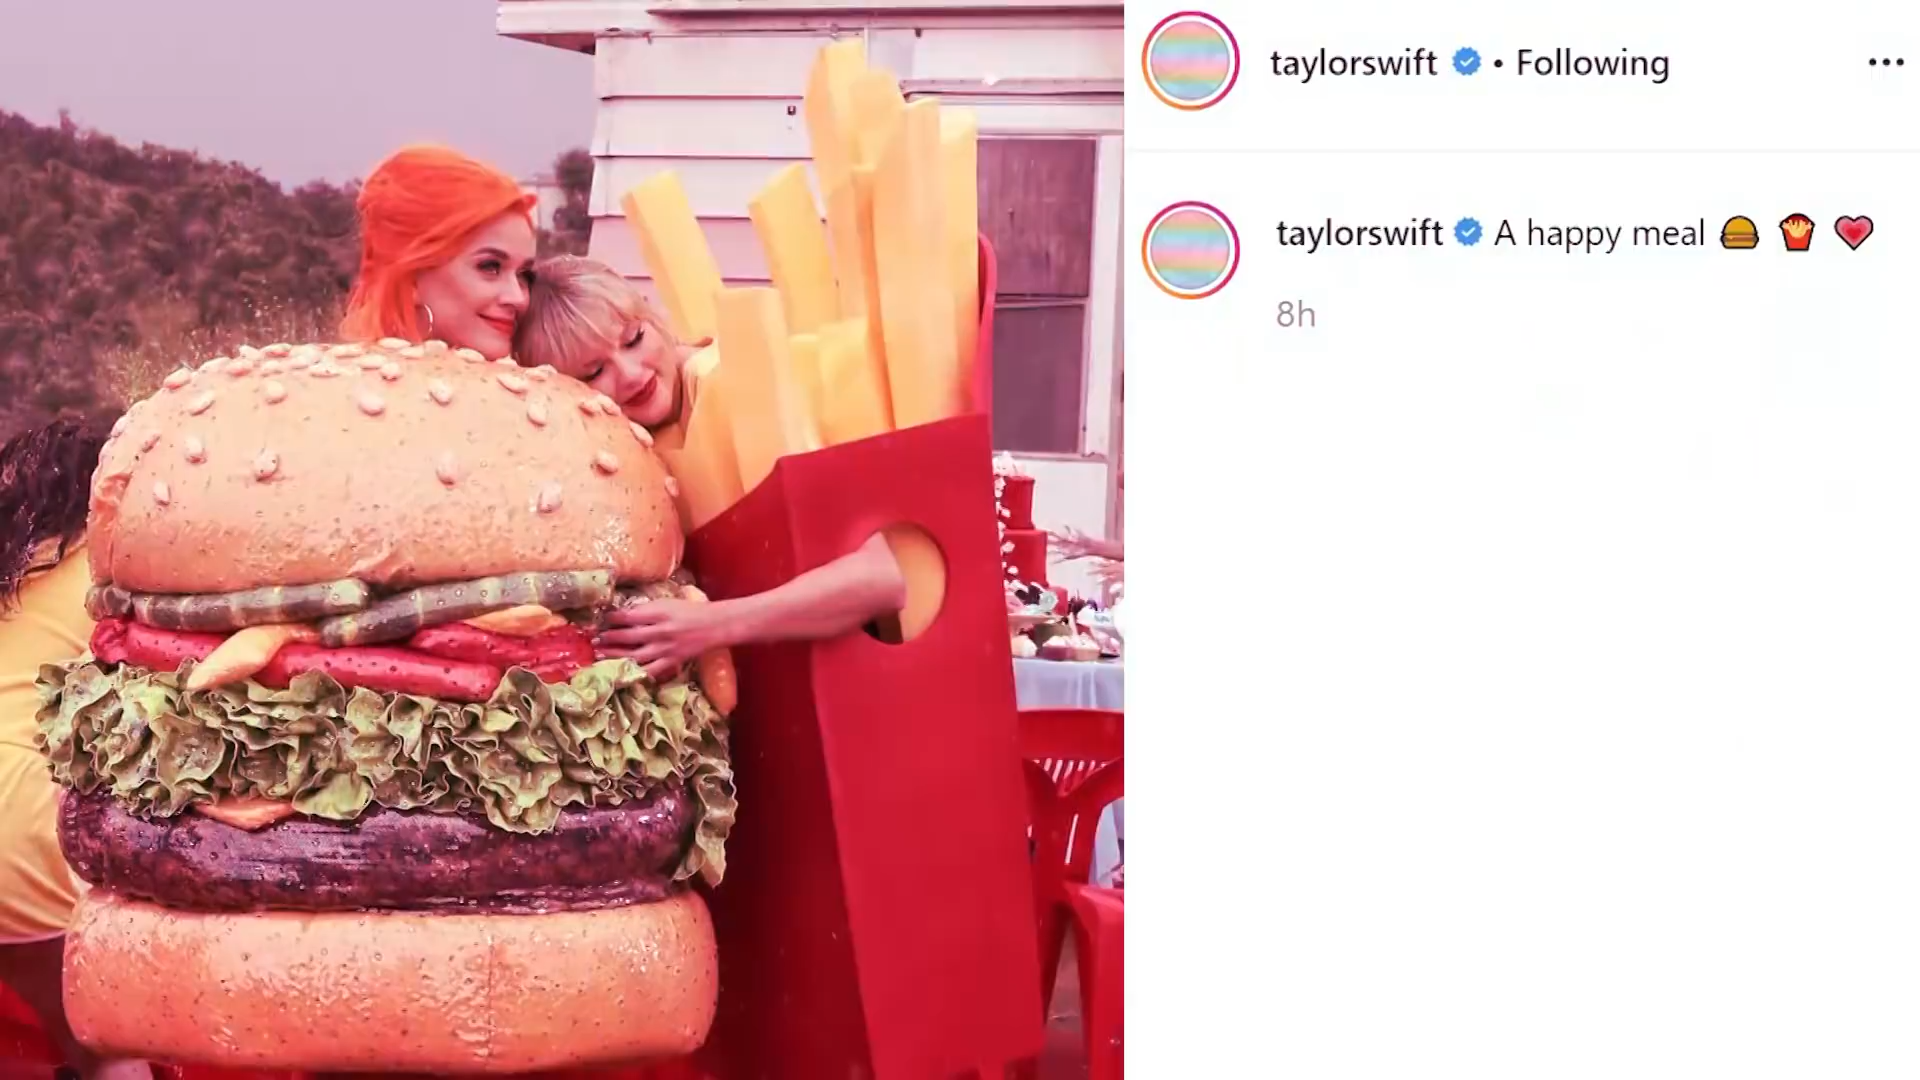 taylorswift • Following
taylorswift A happy meal 🍔 🍟 💗
8h